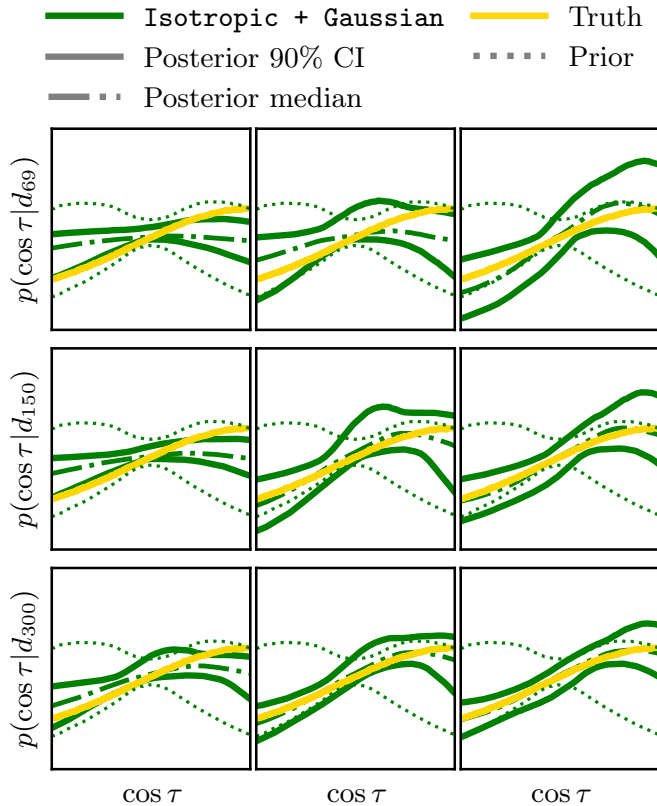 Isotropic + Gaussian Truth
Posterior 90% CI Prior
Posterior median
p(cos τ|d₆₉)
p(cos τ|d₁₅₀)
p(cos τ|d₃₀₀)
cos τ cos τ cos τ